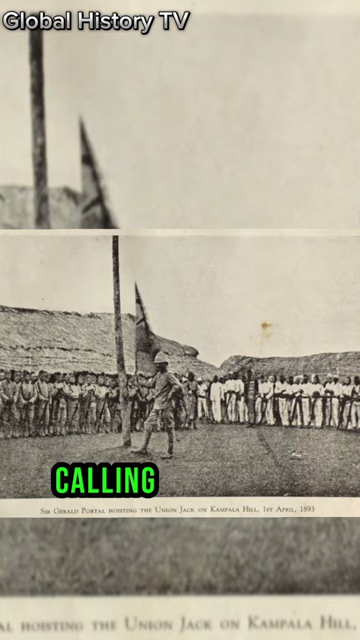 Global History TV
CALLING
Sir Gerald Portal hoisting the Union Jack on Kampala Hill, 1st April, 1893
al hoisting the Union Jack on Kampala Hill,